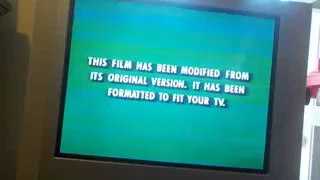 THIS FILM HAS BEEN MODIFIED FROM
ITS ORIGINAL VERSION. IT HAS BEEN
FORMATTED TO FIT YOUR TV.